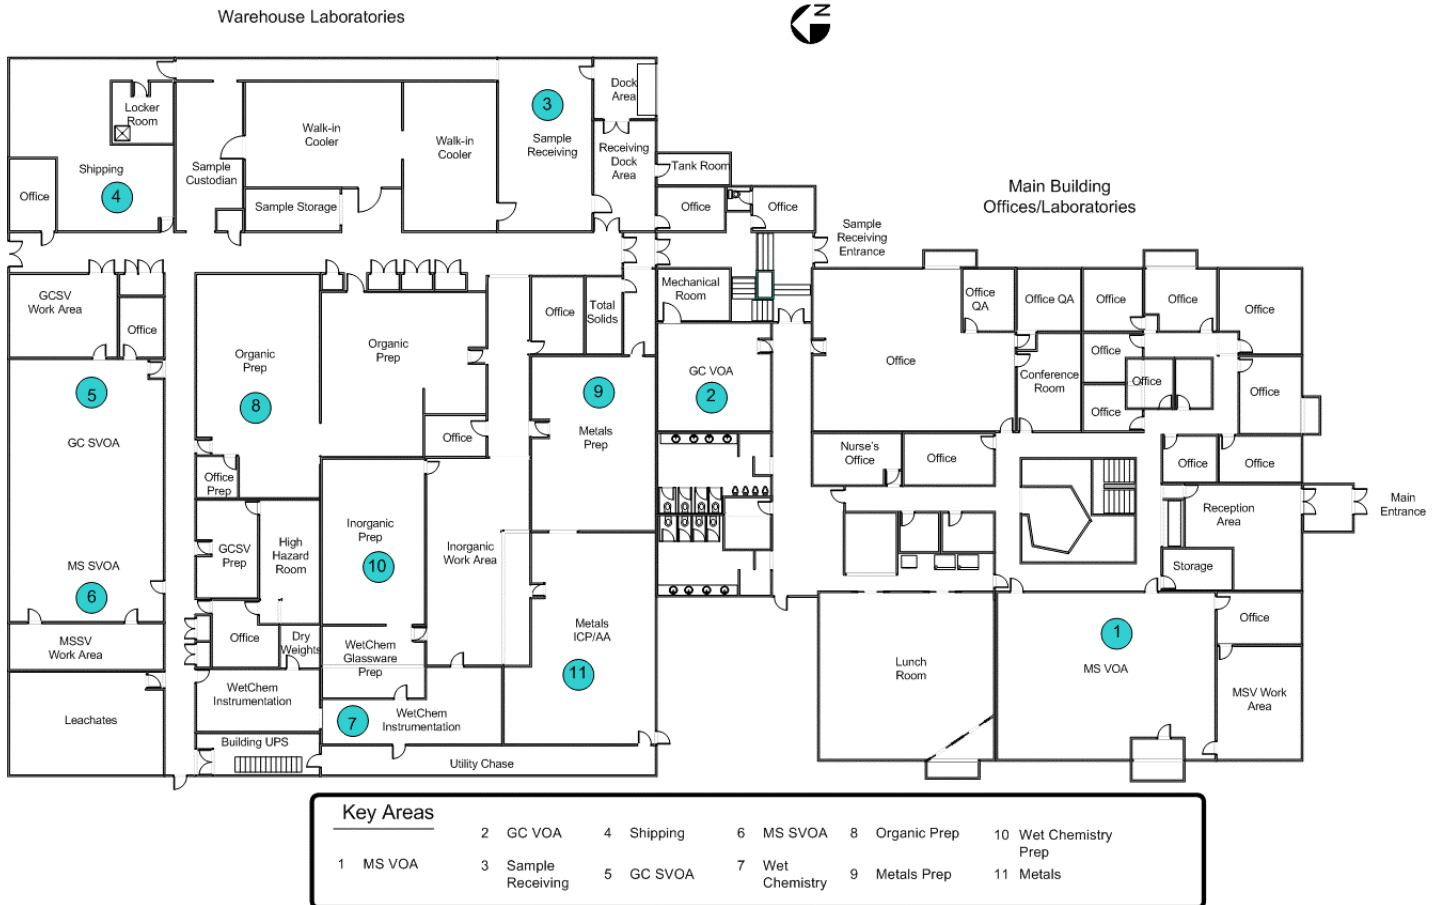 Warehouse Laboratories
N
Dock
Area
3
Locker
Room
Walk-in
Cooler
Walk-in
Cooler
Sample
Receiving
Receiving
Dock
Area
Shipping
4
Sample
Custodian
Tank Room
Office
Sample Storage
Office
Office
Main Building
Offices/Laboratories
Sample
Receiving
Entrance
GCSV
Work Area
Office
Office
Total
Solids
Mechanical
Room
Office
QA
Office QA
Office
Office
Office
Organic
Prep
Organic
Prep
GC VOA
2
Office
Office
Conference
Room
Office
Office
Office
5
8
9
GC SVOA
Office
Metals
Prep
Nurse's
Office
Office
Office
Office
Office
Prep
Inorganic
Prep
10
Inorganic
Work Area
Reception
Area
Main
Entrance
GCSV
Prep
High
Hazard
Room
MS SVOA
6
Storage
MSSV
Work Area
Office
Dry
Weights
WetChem
Glassware
Prep
Metals
ICP/AA
11
Lunch
Room
1
MS VOA
Office
MSV Work
Area
Leachates
WetChem
Instrumentation
7
WetChem
Instrumentation
Building UPS
Utility Chase
Key Areas
1 MS VOA
2 GC VOA
3 Sample
Receiving
4 Shipping
5 GC SVOA
6 MS SVOA
7 Wet
Chemistry
8 Organic Prep
9 Metals Prep
10 Wet Chemistry
Prep
11 Metals